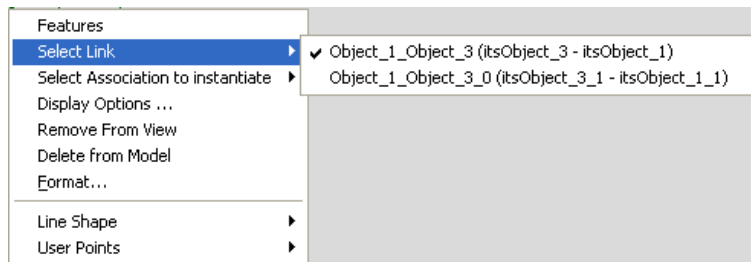 Features
Select Link
Object_1_Object_3 (itsObject_3 - itsObject_1)
Select Association to instantiate
Object_1_Object_3_0 (itsObject_3_1 - itsObject_1_1)
Display Options ...
Remove From View
Delete from Model
Format...
Line Shape
User Points